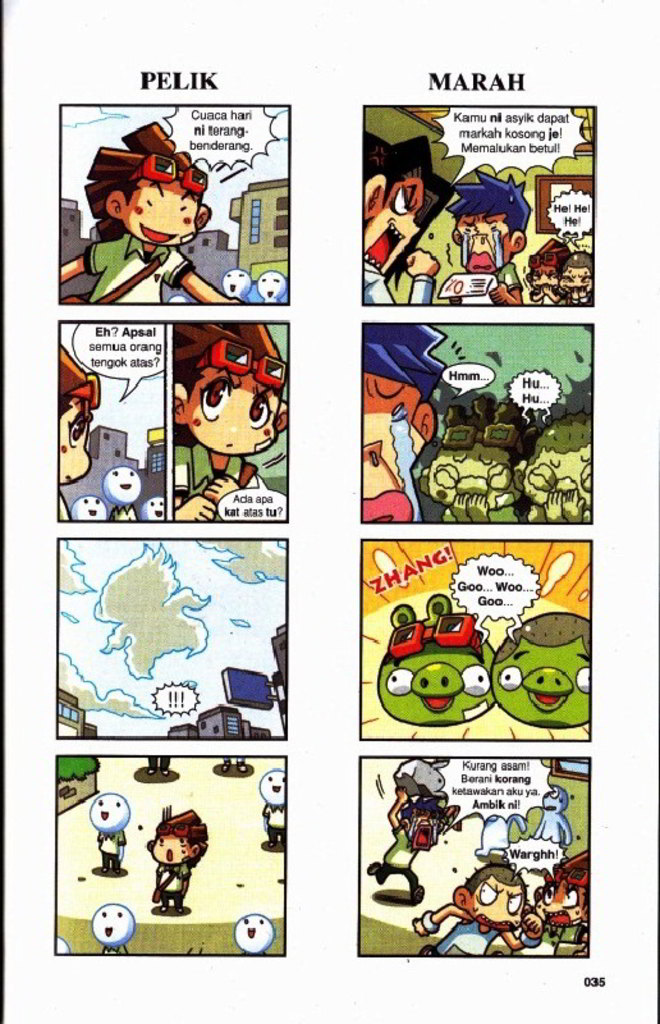 PELIK
Cuaca hari
ni terang-
benderang.
Eh? Apsal
semua orang
tengok atas?
Ada apa
kat atas tu?
!!!
MARAH
Kamu ni asyik dapat
markah kosong je!
Memalukan betul!
He! He!
He!
Hmm...
Hu...
Hu...
ZHANG!
Woo...
Goo... Woo...
Goo...
Kurang asam!
Berani korang
ketawakan aku ya.
Ambik ni!
Warghh!
035